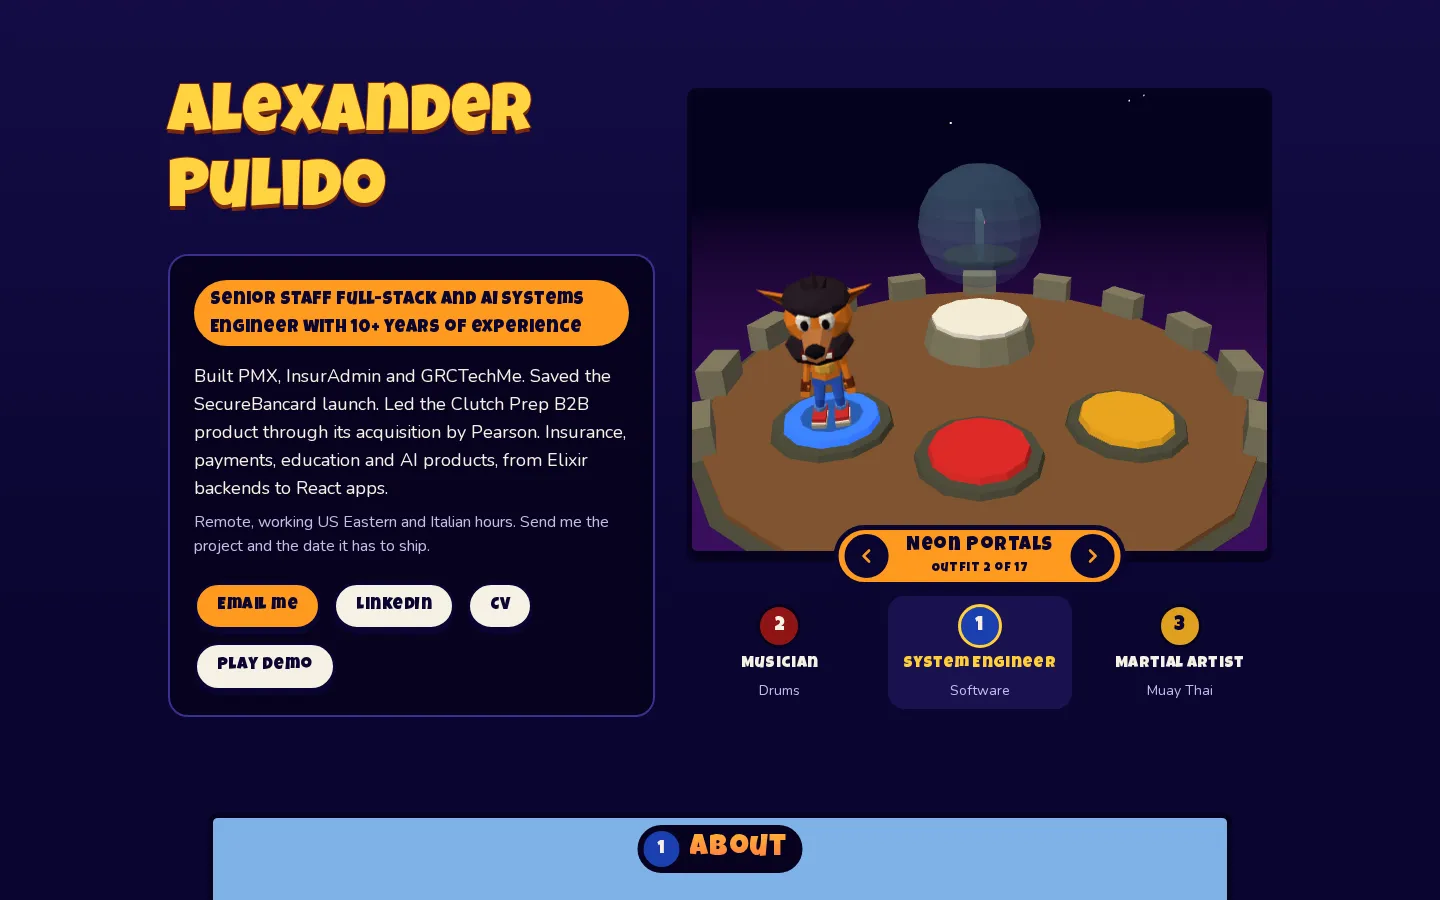 ALEXANDER
PULIDO
Senior Staff Full-Stack and AI Systems
Engineer with 10+ years of experience
Built PMX, InsurAdmin and GRCTechMe. Saved the
SecureBancard launch. Led the Clutch Prep B2B
product through its acquisition by Pearson. Insurance,
payments, education and AI products, from Elixir
backends to React apps.
Remote, working US Eastern and Italian hours. Send me the
project and the date it has to ship.
Email me
LinkedIn
CV
Play Demo
Neon Portals
Outfit 2 of 17
2
Musician
Drums
1
System Engineer
Software
3
Martial Artist
Muay Thai
1
About